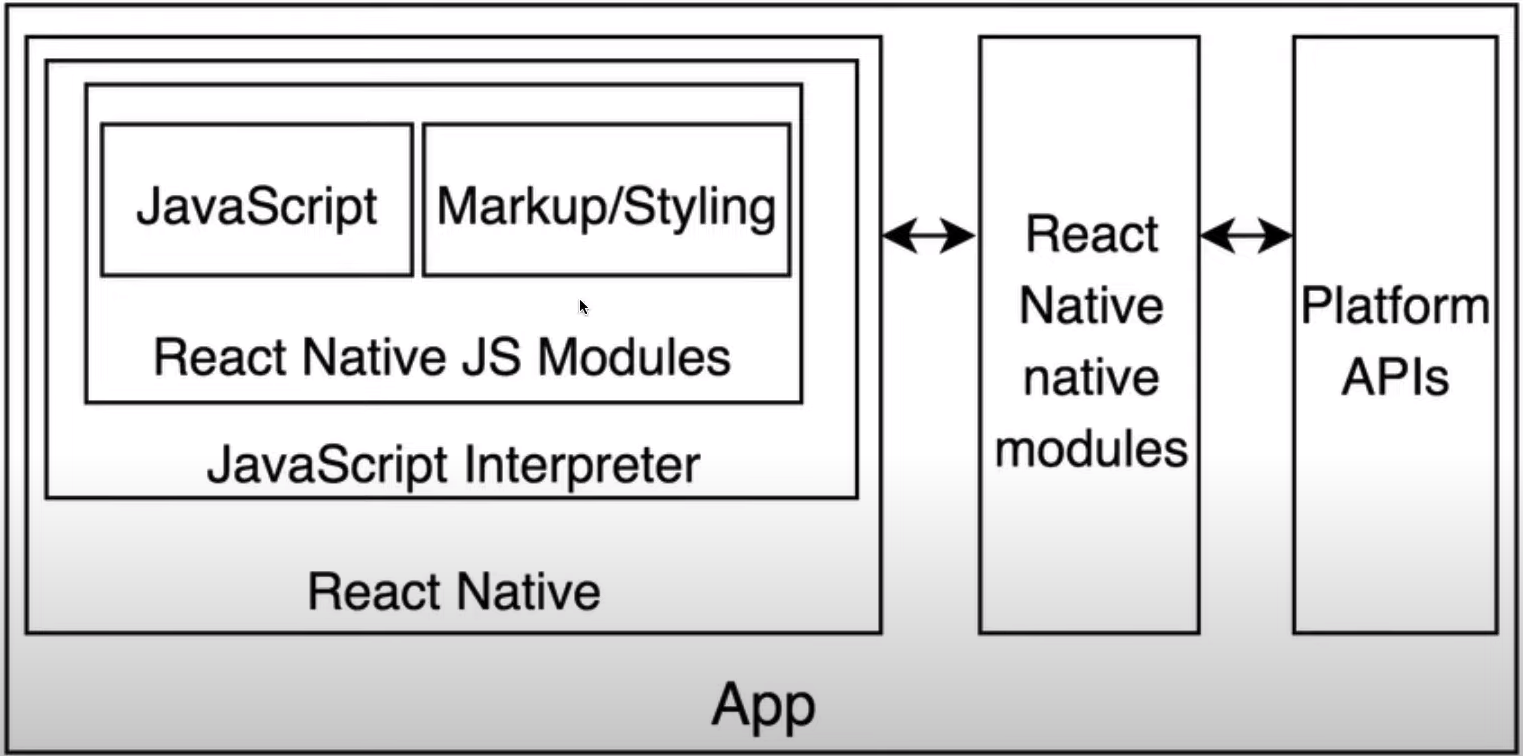 JavaScript
Markup/Styling
React Native JS Modules
JavaScript Interpreter
React Native
React
Native
native
modules
Platform
APIs
App